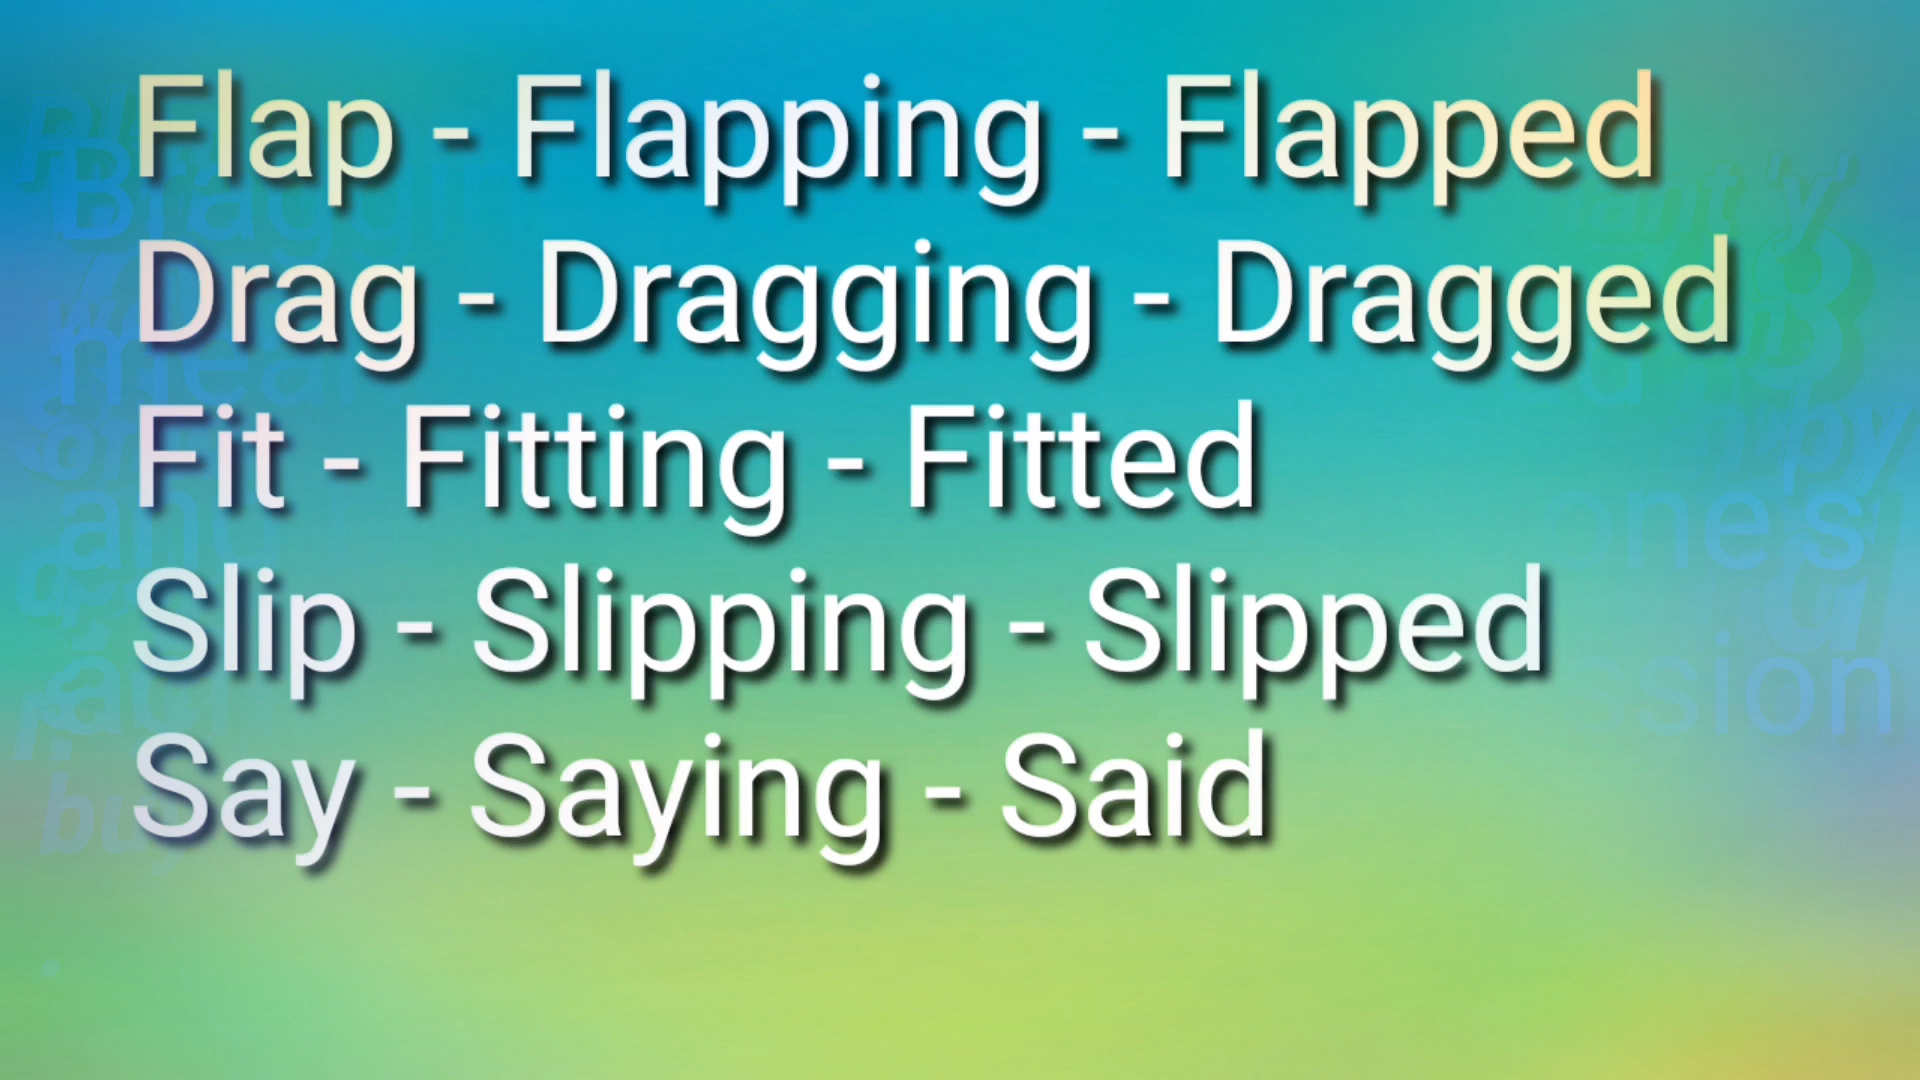 Flap - Flapping - Flapped
Drag - Dragging - Dragged
Fit - Fitting - Fitted
Slip - Slipping - Slipped
Say - Saying - Said